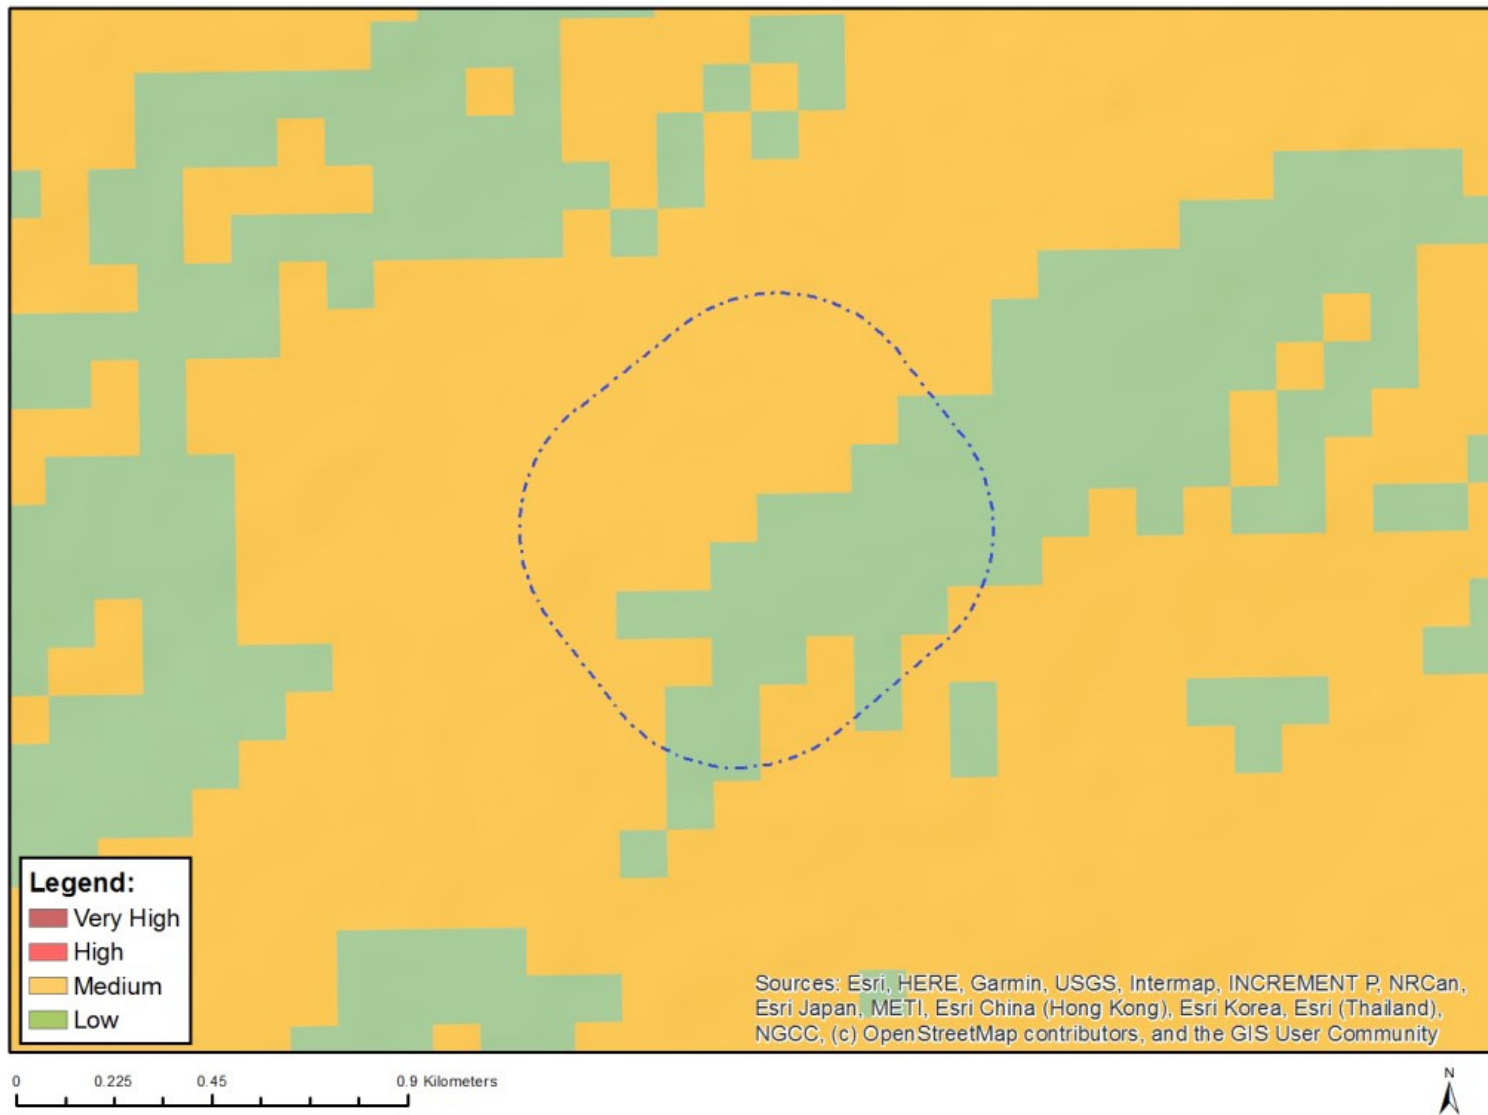 Legend:
Very High
High
Medium
Low
Sources: Esri, HERE, Garmin, USGS, Intermap, INCREMENT P, NRCan,
Esri Japan, METI, Esri China (Hong Kong), Esri Korea, Esri (Thailand),
NGCC, (c) OpenStreetMap contributors, and the GIS User Community
0 0.225 0.45 0.9 Kilometers
N